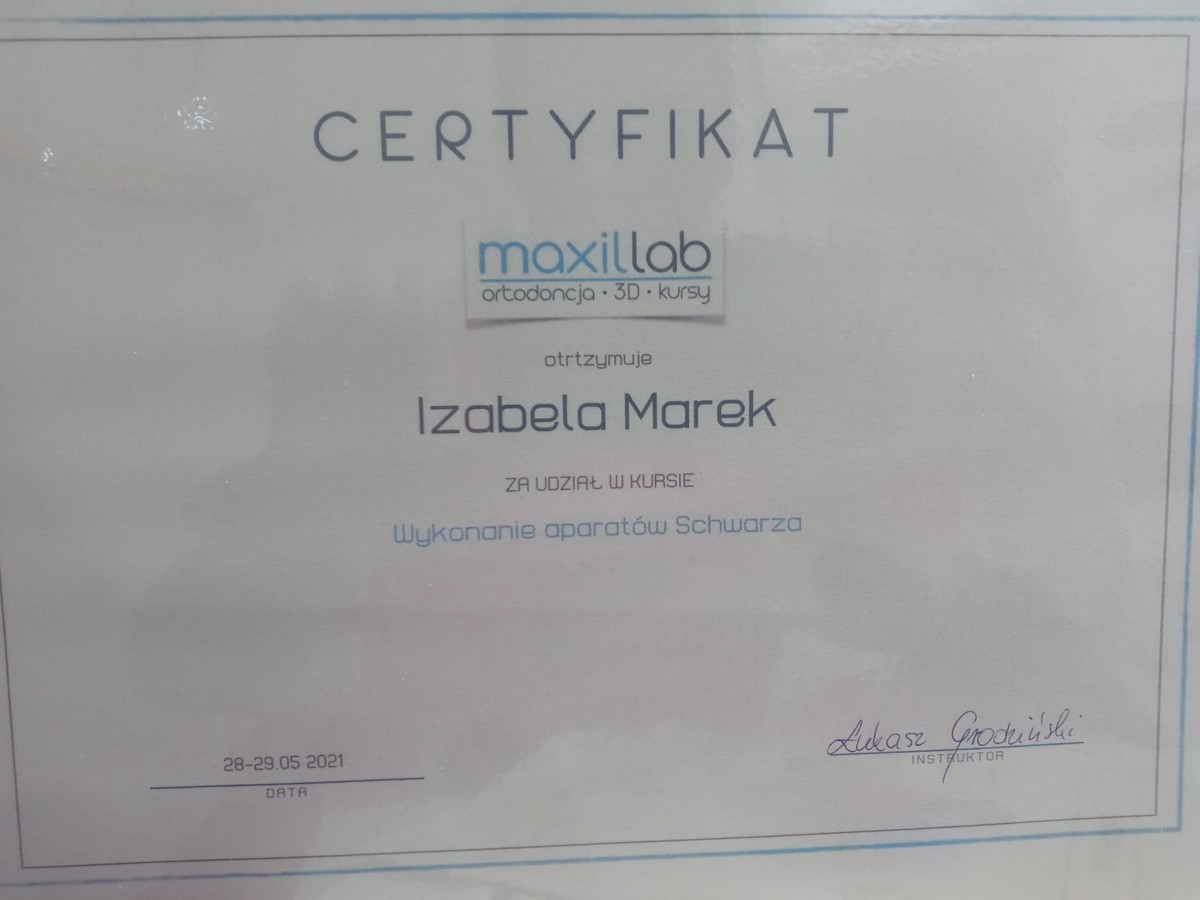 CERTYFIKAT
maxillab
ortodoncja • 3D • kursy
otrtzymuje
Izabela Marek
ZA UDZIAŁ W KURSIE
Wykonanie aparatów Schwarza
28-29.05 2021
DATA
Łukasz Grodziński
INSTRUKTOR